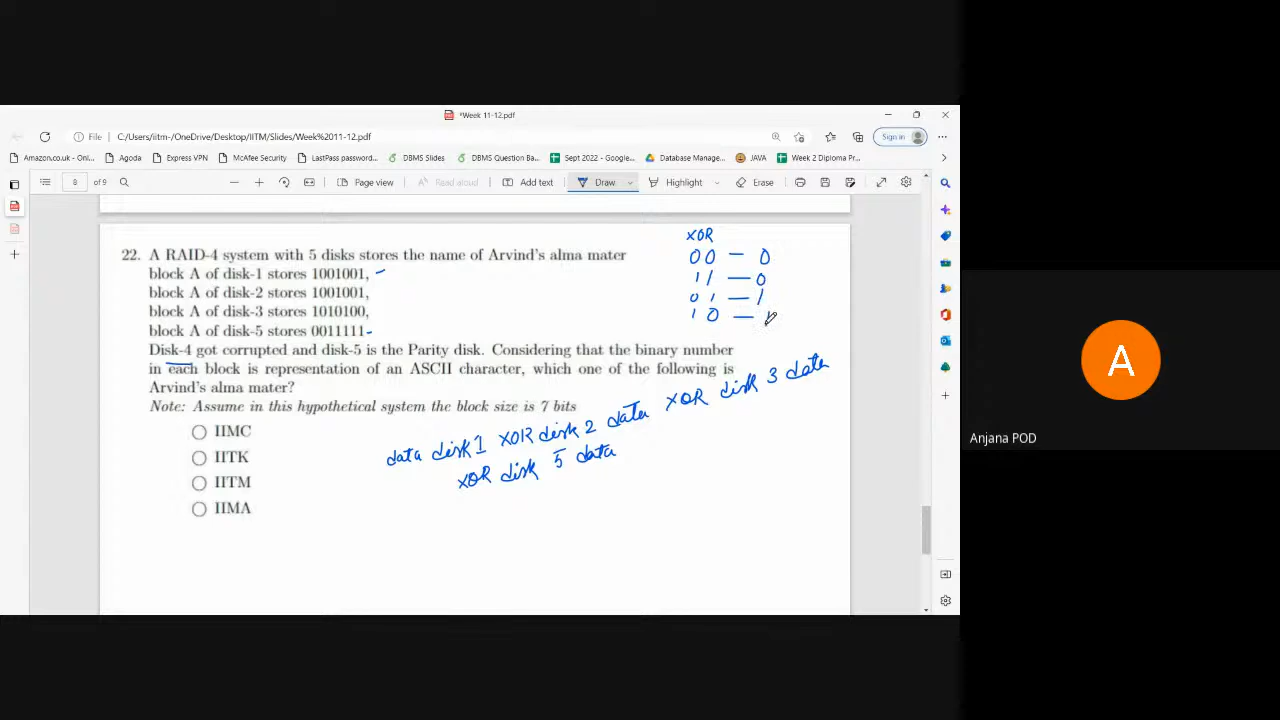 *Week 11-12.pdf
File
C:/Users/iitm-/OneDrive/Desktop/IITM/Slides/Week%2011-12.pdf
Sign in
Amazon.co.uk - Onl...
Agoda
Express VPN
McAfee Security
LastPass password...
DBMS Slides
DBMS Question Ba...
Sept 2022 - Google...
Database Manage...
JAVA
Week 2 Diploma Pr...
8 of 9
Page view
Read aloud
Add text
Draw
Highlight
Erase
22. A RAID-4 system with 5 disks stores the name of Arvind's alma mater
block A of disk-1 stores 1001001,
block A of disk-2 stores 1001001,
block A of disk-3 stores 1010100,
block A of disk-5 stores 0011111
Disk-4 got corrupted and disk-5 is the Parity disk. Considering that the binary number
in each block is representation of an ASCII character, which one of the following is
Arvind's alma mater?
Note: Assume in this hypothetical system the block size is 7 bits
IIMC
IITK
IITM
IIMA
XOR
00 — 0
11 — 0
01 — 1
10 — 1
data disk 1 XOR disk 2 data XOR disk 3 data
XOR disk 5 data
A
Anjana POD